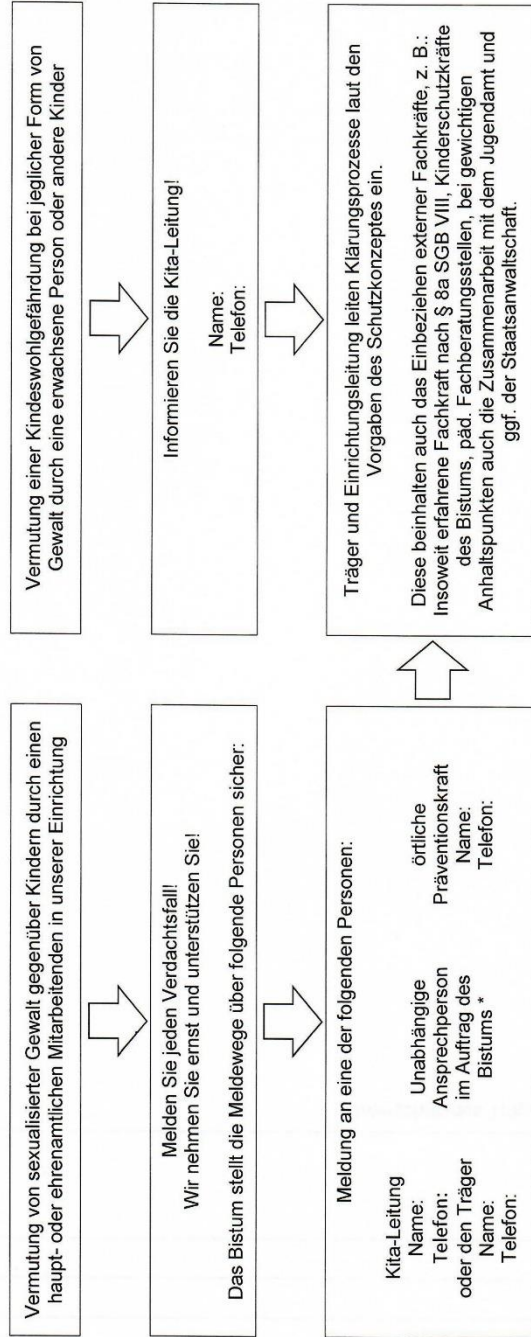 Vermutung von sexualisierter Gewalt gegenüber Kindern durch einen
haupt- oder ehrenamtlichen Mitarbeitenden in unserer Einrichtung
Melden Sie jeden Verdachtsfall!
Wir nehmen Sie ernst und unterstützen Sie!
Das Bistum stellt die Meldewege über folgende Personen sicher:
Meldung an eine der folgenden Personen:
Kita-Leitung
Name:
Telefon:
oder den Träger
Name:
Telefon:
Unabhängige
Ansprechperson
im Auftrag des
Bistums *
örtliche
Präventionskraft
Name:
Telefon:
Vermutung einer Kindeswohlgefährdung bei jeglicher Form von
Gewalt durch eine erwachsene Person oder andere Kinder
Informieren Sie die Kita-Leitung!
Name:
Telefon:
Träger und Einrichtungsleitung leiten Klärungsprozesse laut den
Vorgaben des Schutzkonzeptes ein.
Diese beinhalten auch das Einbeziehen externer Fachkräfte, z. B.:
Insoweit erfahrene Fachkraft nach § 8a SGB VIII, Kinderschutzkräfte
des Bistums, päd. Fachberatungsstellen, bei gewichtigen
Anhaltspunkten auch die Zusammenarbeit mit dem Jugendamt und
ggf. der Staatsanwaltschaft.